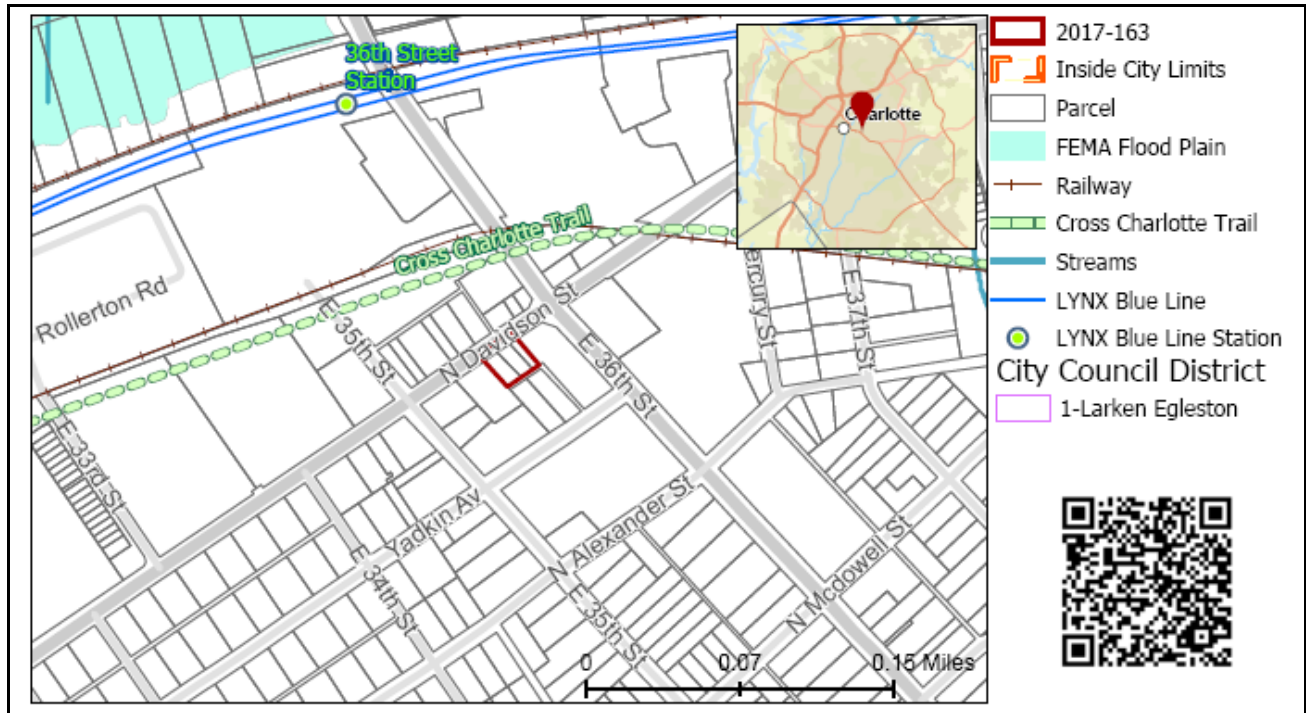 36th Street
Station
Cross Charlotte Trail
Rollerton Rd
E 35th St
N Davidson St
E 36th St
ercury St
E 37th St
E 33rd St
Yadkin Av
E 34th St
N Alexander St
E 35th St
N Mcdowell St
0 0.07 0.15 Miles
Charlotte
2017-163
Inside City Limits
Parcel
FEMA Flood Plain
Railway
Cross Charlotte Trail
Streams
LYNX Blue Line
LYNX Blue Line Station
City Council District
1-Larken Egleston